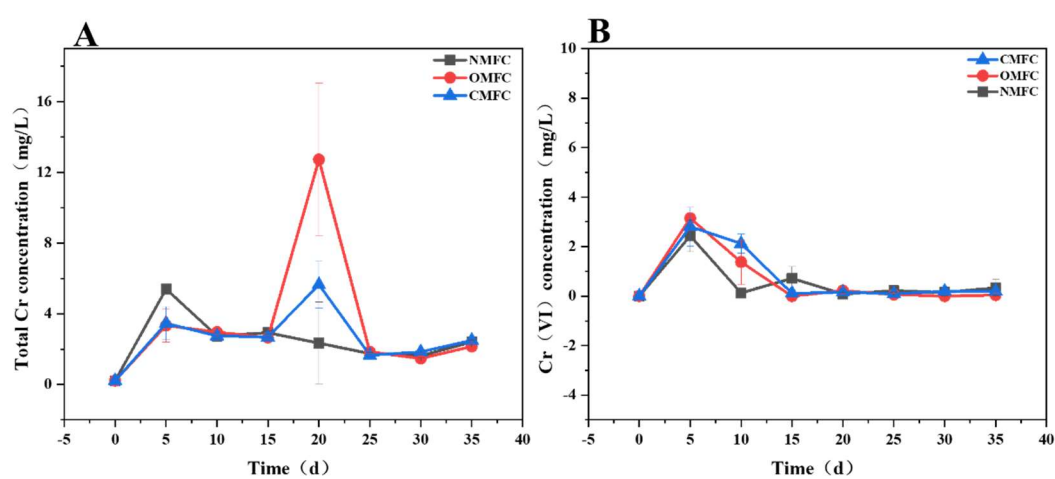 A
NMFC
OMFC
CMFC
Total Cr concentration（mg/L）
16
12
8
4
0
-5
0
5
10
15
20
25
30
35
40
Time（d）
B
CMFC
OMFC
NMFC
Cr（VI）concentration（mg/L）
10
8
6
4
2
0
-2
-4
-5
0
5
10
15
20
25
30
35
40
Time（d）